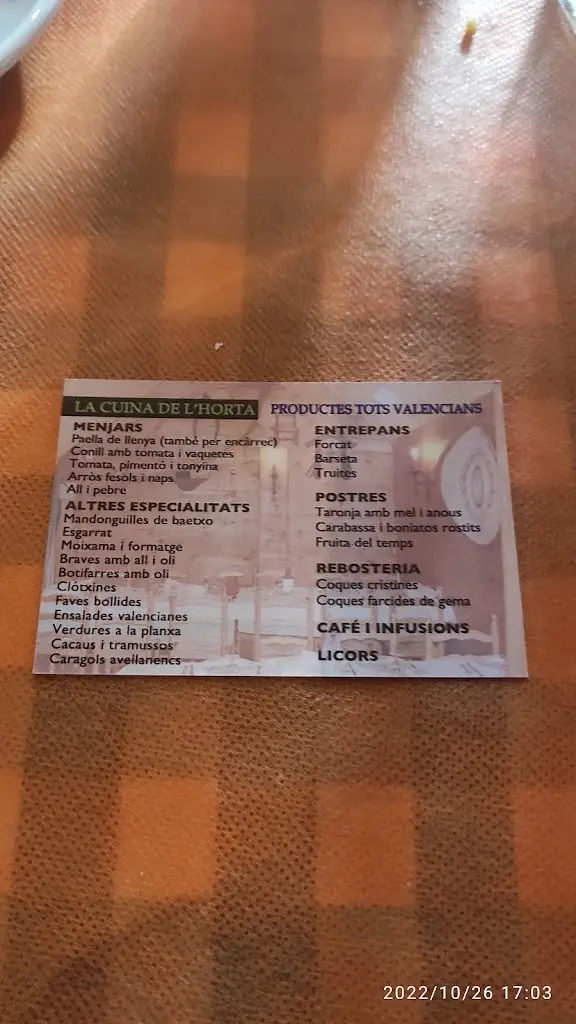 LA CUINA DE L'HORTA
MENJARS
Paella de llenya (també per encàrrec)
Conill amb tomata i vaquetes
Tomata, pimentó i tonyina
Arròs fesols i naps
All i pebre
ALTRES ESPECIALITATS
Mandonguilles de baetxo
Esgarrat
Moixama i formatge
Braves amb all i oli
Botifarres amb oli
Clòtxines
Faves bollides
Ensalades valencianes
Verdures a la planxa
Cacaus i tramussos
Caragols avellanencs
PRODUCTES TOTS VALENCIANS
ENTREPANS
Forcat
Barseta
Truites
POSTRES
Taronja amb mel i anous
Carabassa i boniatos rostits
Fruita del temps
REBOSTERIA
Coques cristines
Coques farcides de gema
CAFÉ I INFUSIONS
LICORS
2022/10/26 17:03